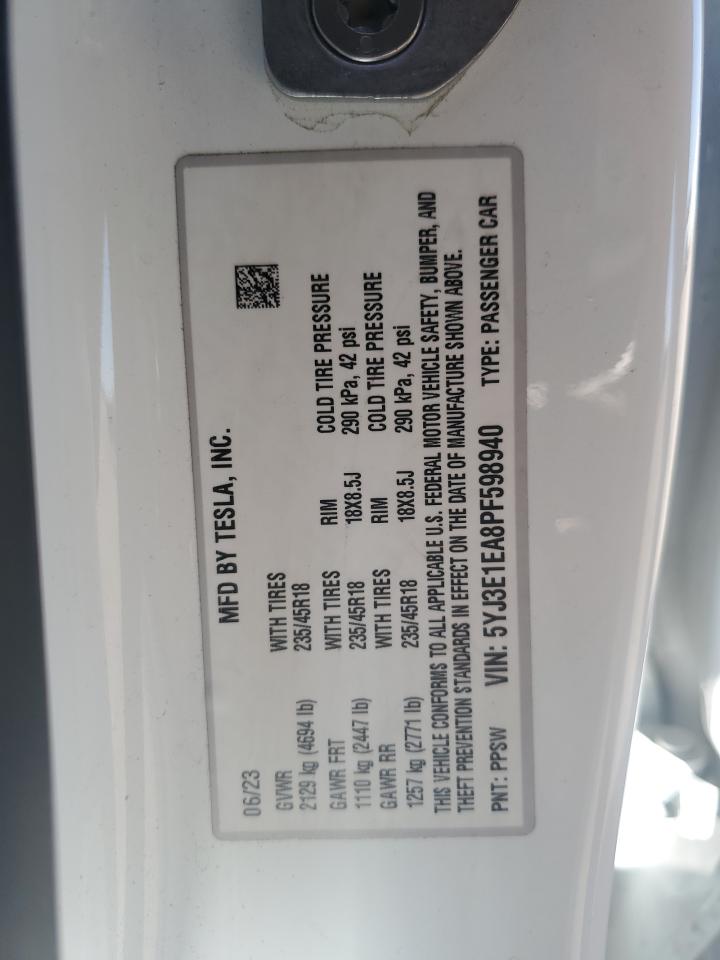 MFD BY TESLA, INC.
06/23
GVWR WITH TIRES
2129 kg (4694 lb) 235/45R18
GAWR FRT WITH TIRES RIM COLD TIRE PRESSURE
1110 kg (2447 lb) 235/45R18 18X8.5J 290 kPa, 42 psi
GAWR RR WITH TIRES RIM COLD TIRE PRESSURE
1257 kg (2771 lb) 235/45R18 18X8.5J 290 kPa, 42 psi
THIS VEHICLE CONFORMS TO ALL APPLICABLE U.S. FEDERAL MOTOR VEHICLE SAFETY, BUMPER, AND
THEFT PREVENTION STANDARDS IN EFFECT ON THE DATE OF MANUFACTURE SHOWN ABOVE.
PNT: PPSW VIN: 5YJ3E1EA8PF598940 TYPE: PASSENGER CAR